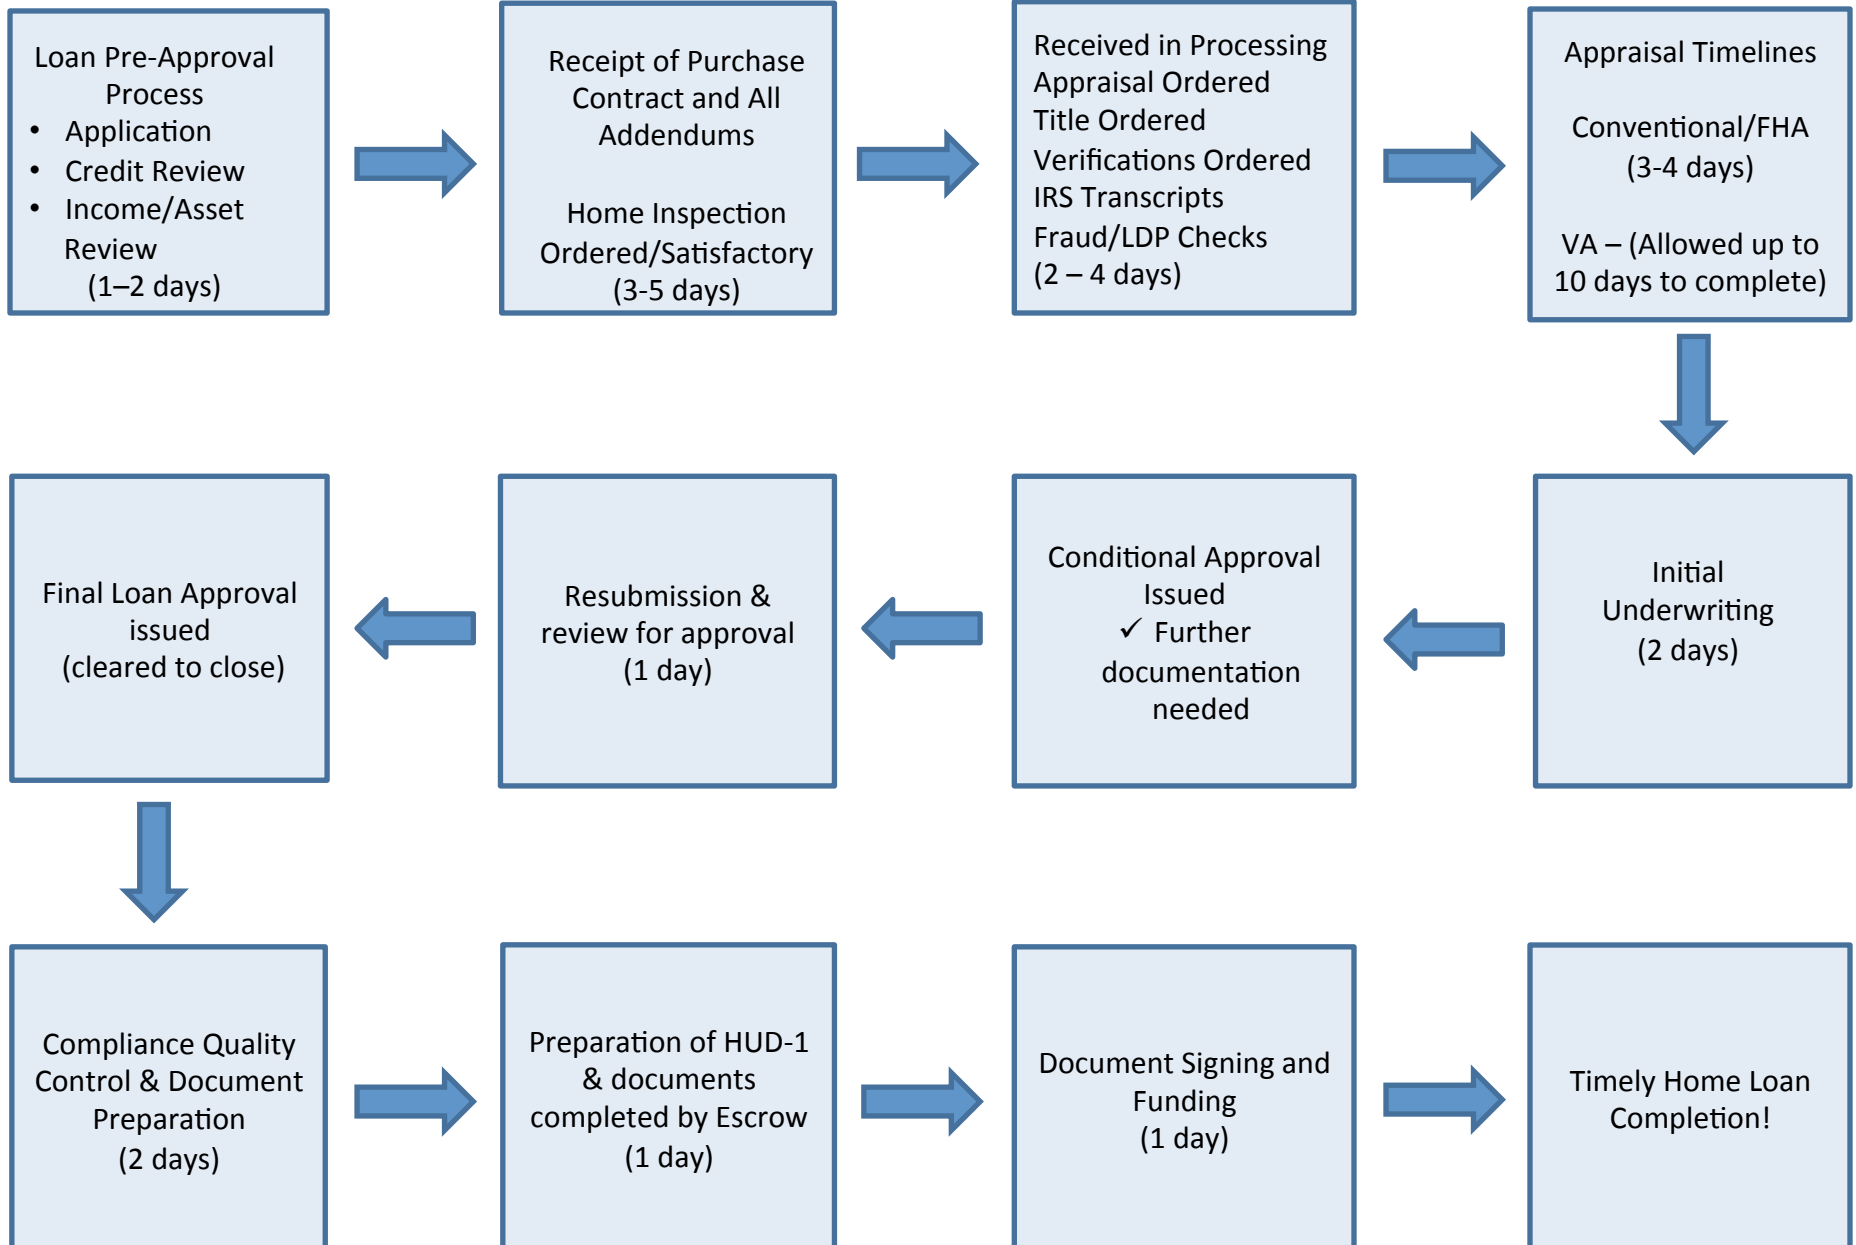 Loan Pre-Approval
Process
• Application
• Credit Review
• Income/Asset
Review
(1–2 days)
Receipt of Purchase
Contract and All
Addendums
Home Inspection
Ordered/Satisfactory
(3-5 days)
Received in Processing
Appraisal Ordered
Title Ordered
Verifications Ordered
IRS Transcripts
Fraud/LDP Checks
(2 – 4 days)
Appraisal Timelines
Conventional/FHA
(3-4 days)
VA – (Allowed up to
10 days to complete)
Initial
Underwriting
(2 days)
Conditional Approval
Issued
✓ Further
documentation
needed
Resubmission &
review for approval
(1 day)
Final Loan Approval
issued
(cleared to close)
Compliance Quality
Control & Document
Preparation
(2 days)
Preparation of HUD-1
& documents
completed by Escrow
(1 day)
Document Signing and
Funding
(1 day)
Timely Home Loan
Completion!